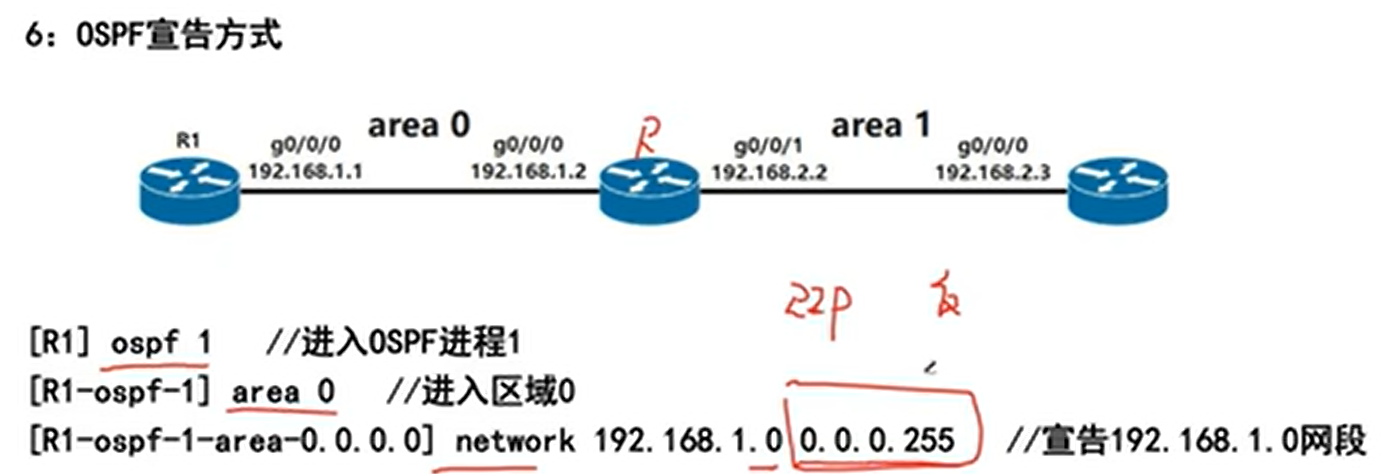 6: OSPF宣告方式
area 0
area 1
R1
g0/0/0
g0/0/0
R
g0/0/1
g0/0/0
192.168.1.1
192.168.1.2
192.168.2.2
192.168.2.3
[R1] ospf 1 //进入OSPF进程1
[R1-ospf-1] area 0 //进入区域0
[R1-ospf-1-area-0.0.0.0] network 192.168.1.0 0.0.0.255 //宣告192.168.1.0网段